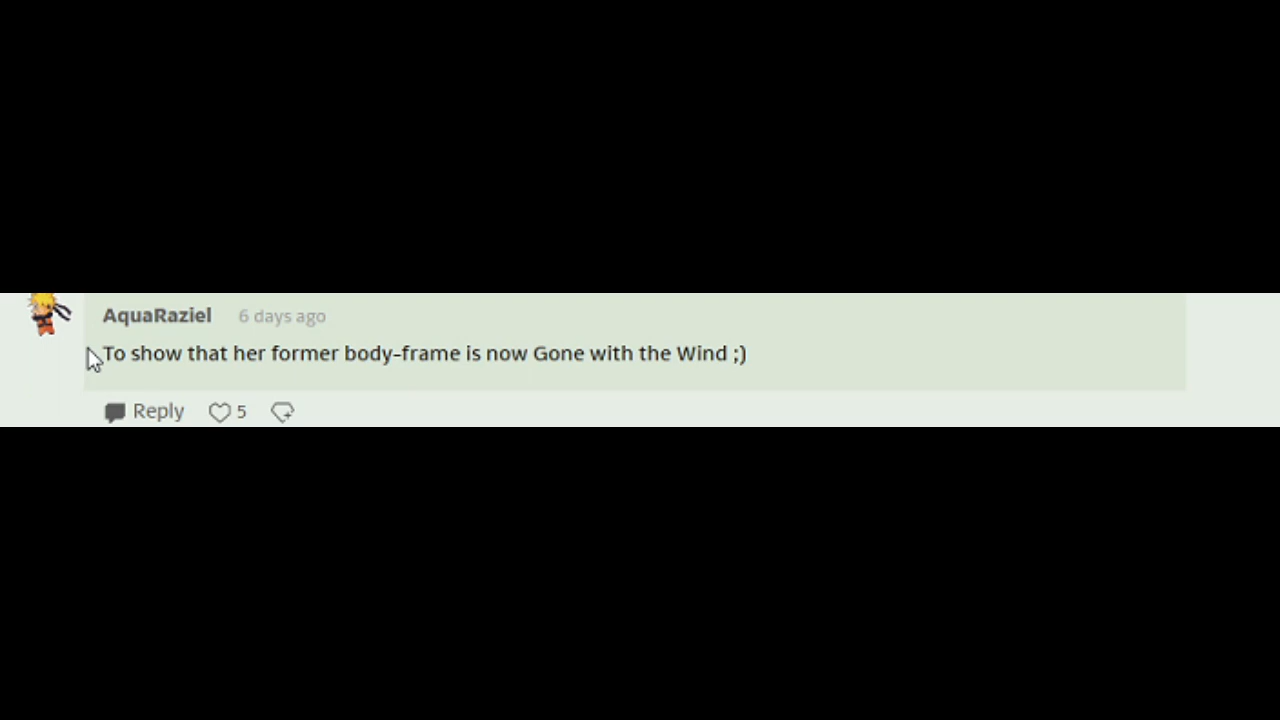 AquaRaziel 6 days ago
To show that her former body-frame is now Gone with the Wind ;)
Reply 5